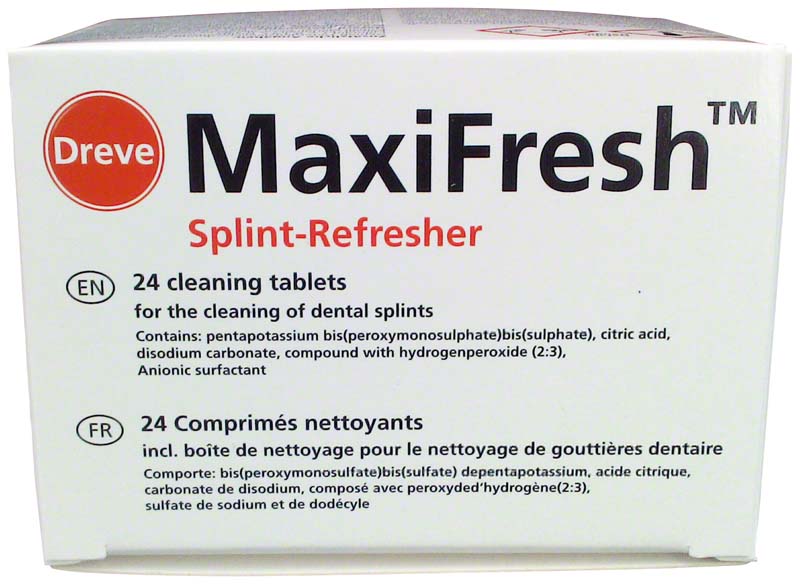 Dreve
MaxiFresh™
Splint-Refresher
EN
24 cleaning tablets
for the cleaning of dental splints
Contains: pentapotassium bis(peroxymonosulphate)bis(sulphate), citric acid,
disodium carbonate, compound with hydrogenperoxide (2:3),
Anionic surfactant
FR
24 Comprimés nettoyants
incl. boîte de nettoyage pour le nettoyage de gouttières dentaire
Comporte: bis(peroxymonosulfate)bis(sulfate) depentapotassium, acide citrique,
carbonate de disodium, composé avec peroxyded'hydrogène(2:3),
sulfate de sodium et de dodécyle